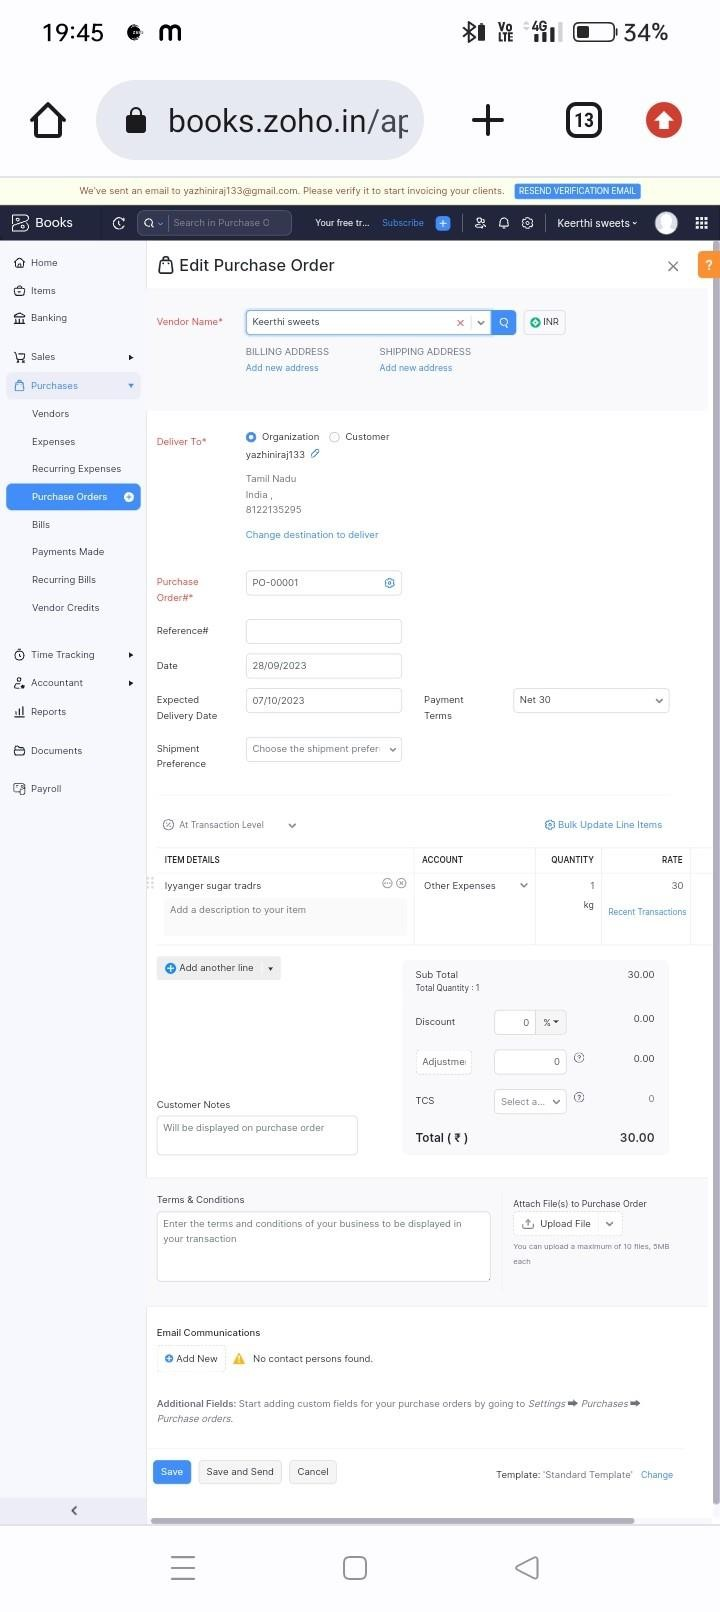 19:45 m Vo LTE 4G 34%
books.zoho.in/ap 13
We've sent an email to yazhiniraj133@gmail.com. Please verify it to start invoicing your clients. RESEND VERIFICATION EMAIL
Books Search in Purchase O Your free tr... Subscribe Keerthi sweets
Home
Items
Banking
Sales
Purchases
Vendors
Expenses
Recurring Expenses
Purchase Orders
Bills
Payments Made
Recurring Bills
Vendor Credits
Time Tracking
Accountant
Reports
Documents
Payroll
Edit Purchase Order
?
Vendor Name* Keerthi sweets INR
BILLING ADDRESS SHIPPING ADDRESS
Add new address Add new address
Deliver To* Organization Customer
yazhiniraj133
Tamil Nadu
India ,
8122135295
Change destination to deliver
Purchase
Order#* PO-00001
Reference#
Date 28/09/2023
Expected
Delivery Date 07/10/2023
Payment
Terms Net 30
Shipment
Preference Choose the shipment prefer
At Transaction Level Bulk Update Line Items
ITEM DETAILS ACCOUNT QUANTITY RATE
Iyyanger sugar tradrs Other Expenses 1 30
Add a description to your item kg Recent Transactions
Add another line
Sub Total 30.00
Total Quantity : 1
Discount 0 % 0.00
Adjustme 0 0.00
TCS Select a... 0
Total ( ₹ ) 30.00
Customer Notes
Will be displayed on purchase order
Terms & Conditions
Enter the terms and conditions of your business to be displayed in
your transaction
Attach File(s) to Purchase Order
Upload File
You can upload a maximum of 10 files, 5MB
each
Email Communications
Add New No contact persons found.
Additional Fields: Start adding custom fields for your purchase orders by going to Settings ➡ Purchases ➡
Purchase orders.
Save Save and Send Cancel Template: 'Standard Template' Change